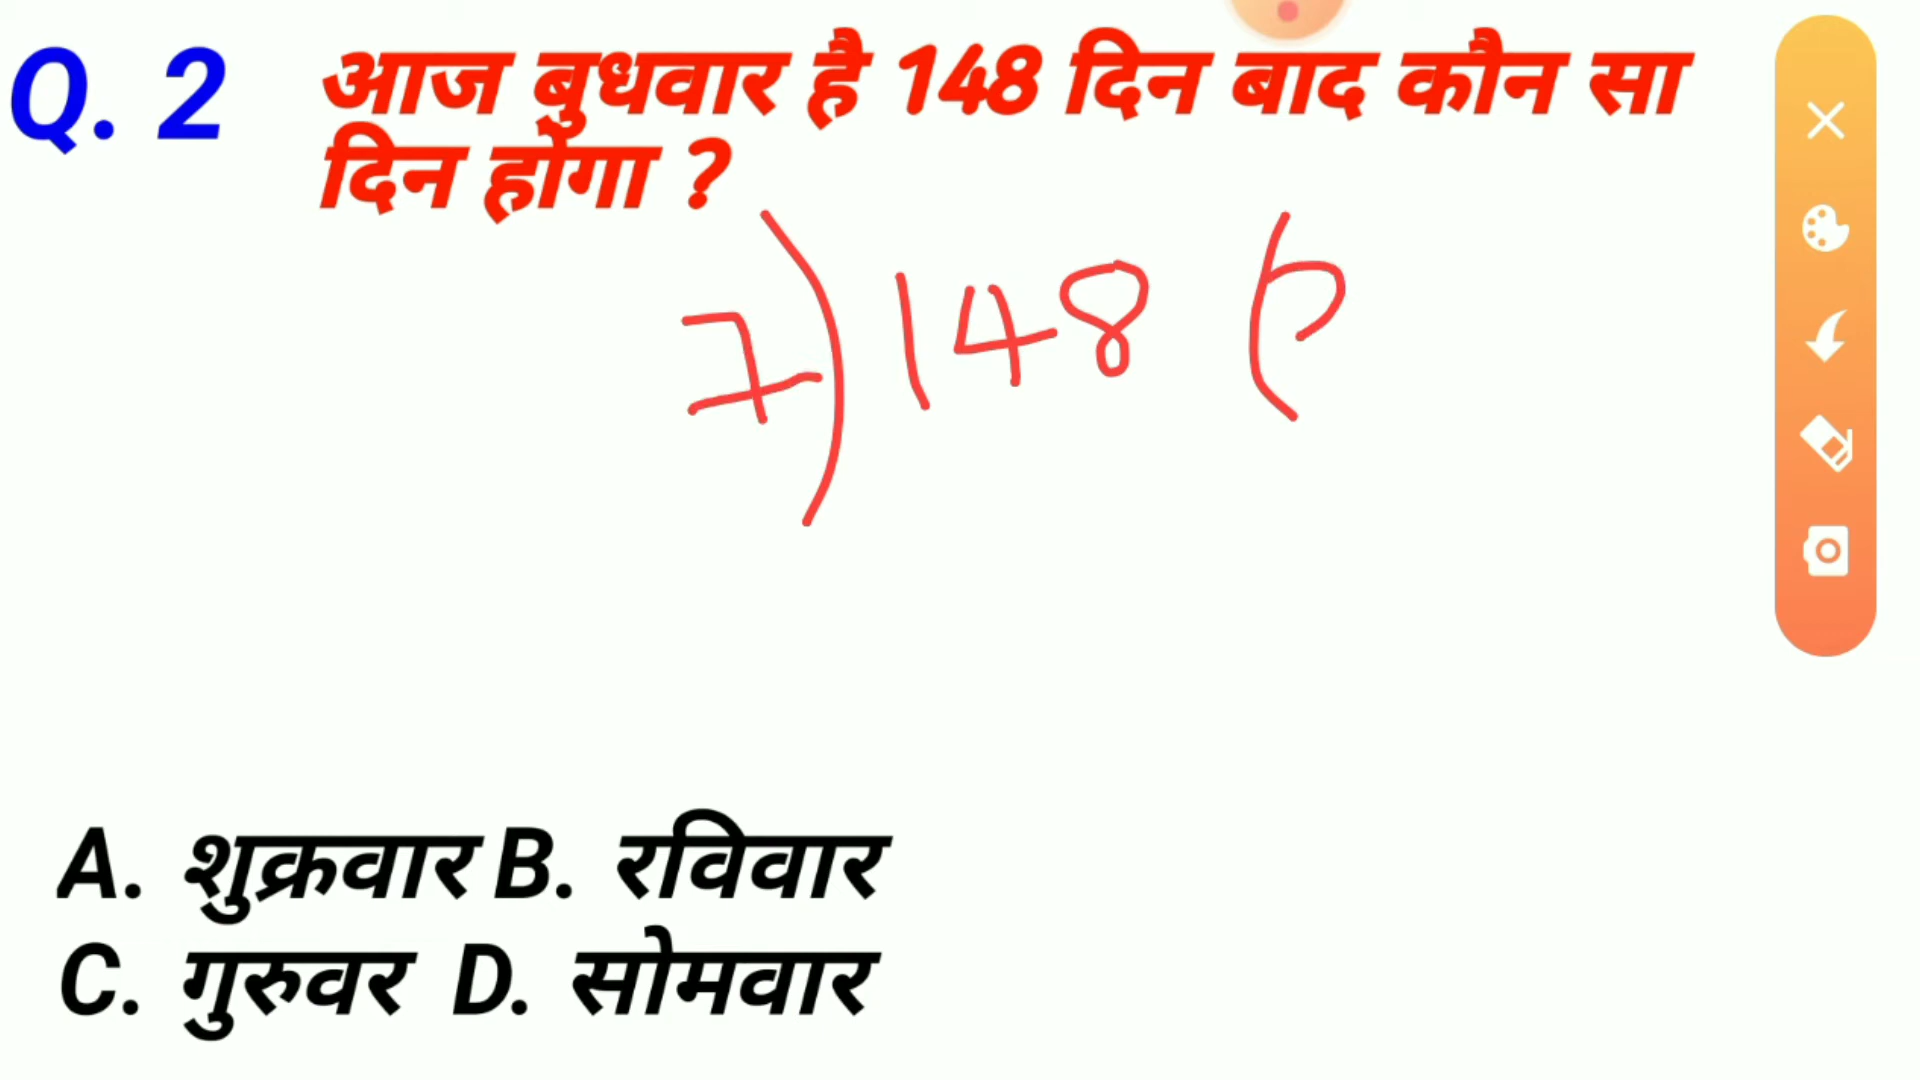 Q. 2 आज बुधवार है 148 दिन बाद कौन सा
दिन होगा ?
7) 148 (
A. शुक्रवार B. रविवार
C. गुरुवर D. सोमवार